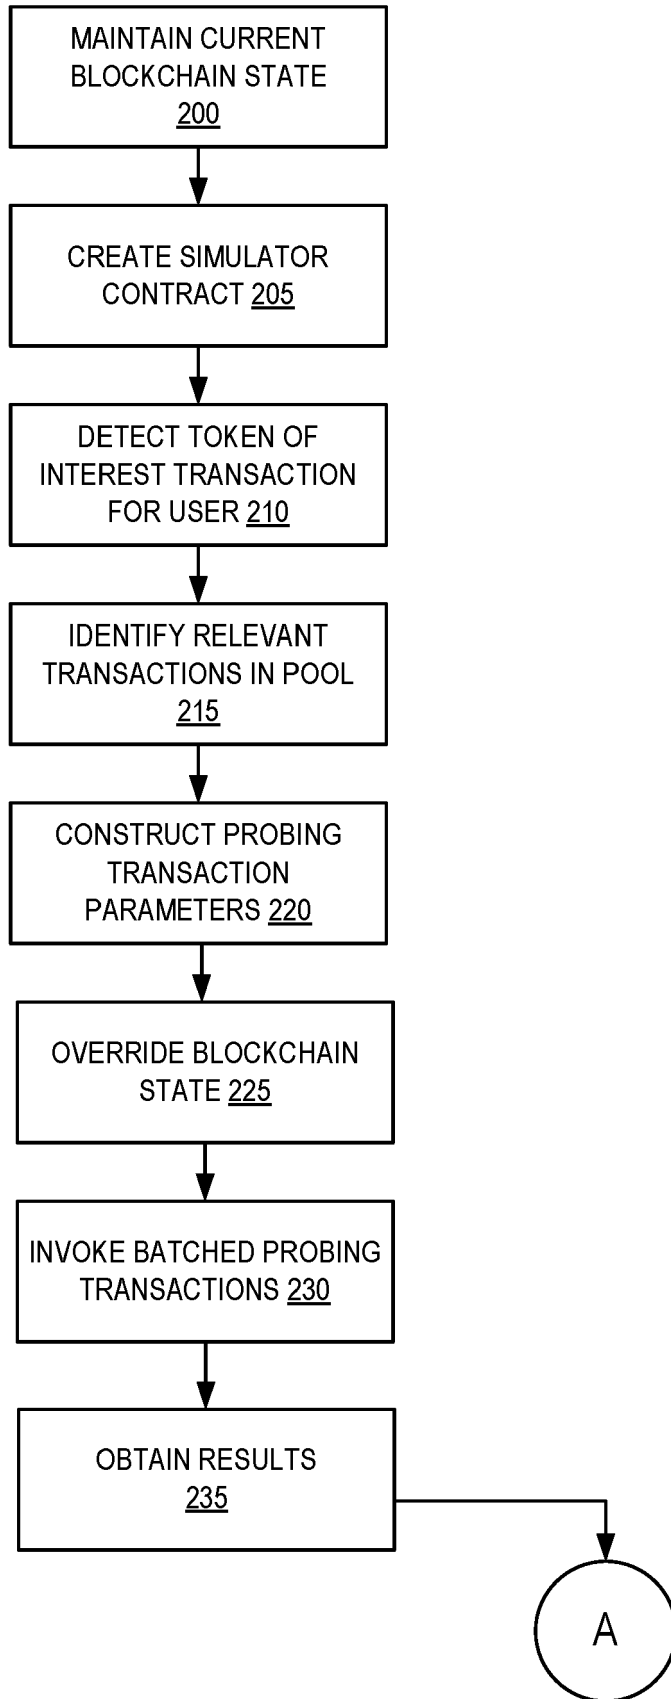 MAINTAIN CURRENT
BLOCKCHAIN STATE
200
CREATE SIMULATOR
CONTRACT 205
DETECT TOKEN OF
INTEREST TRANSACTION
FOR USER 210
IDENTIFY RELEVANT
TRANSACTIONS IN POOL
215
CONSTRUCT PROBING
TRANSACTION
PARAMETERS 220
OVERRIDE BLOCKCHAIN
STATE 225
INVOKE BATCHED PROBING
TRANSACTIONS 230
OBTAIN RESULTS
235
A